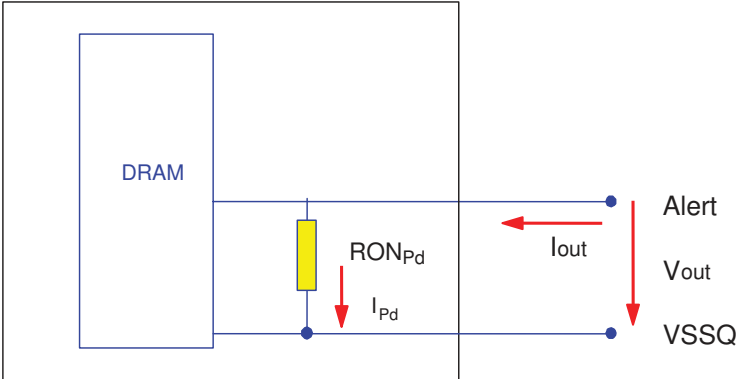 DRAM
Alert
RONPd
Iout
Vout
IPd
VSSQ